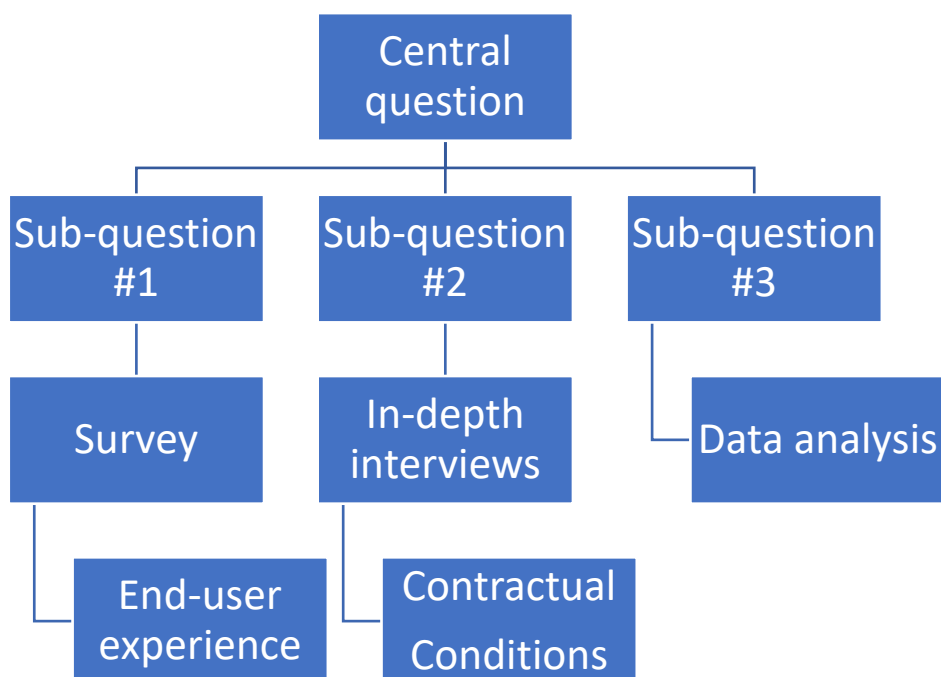 Central
question
Sub-question
#1
Sub-question
#2
Sub-question
#3
Survey
In-depth
interviews
Data analysis
End-user
experience
Contractual
Conditions